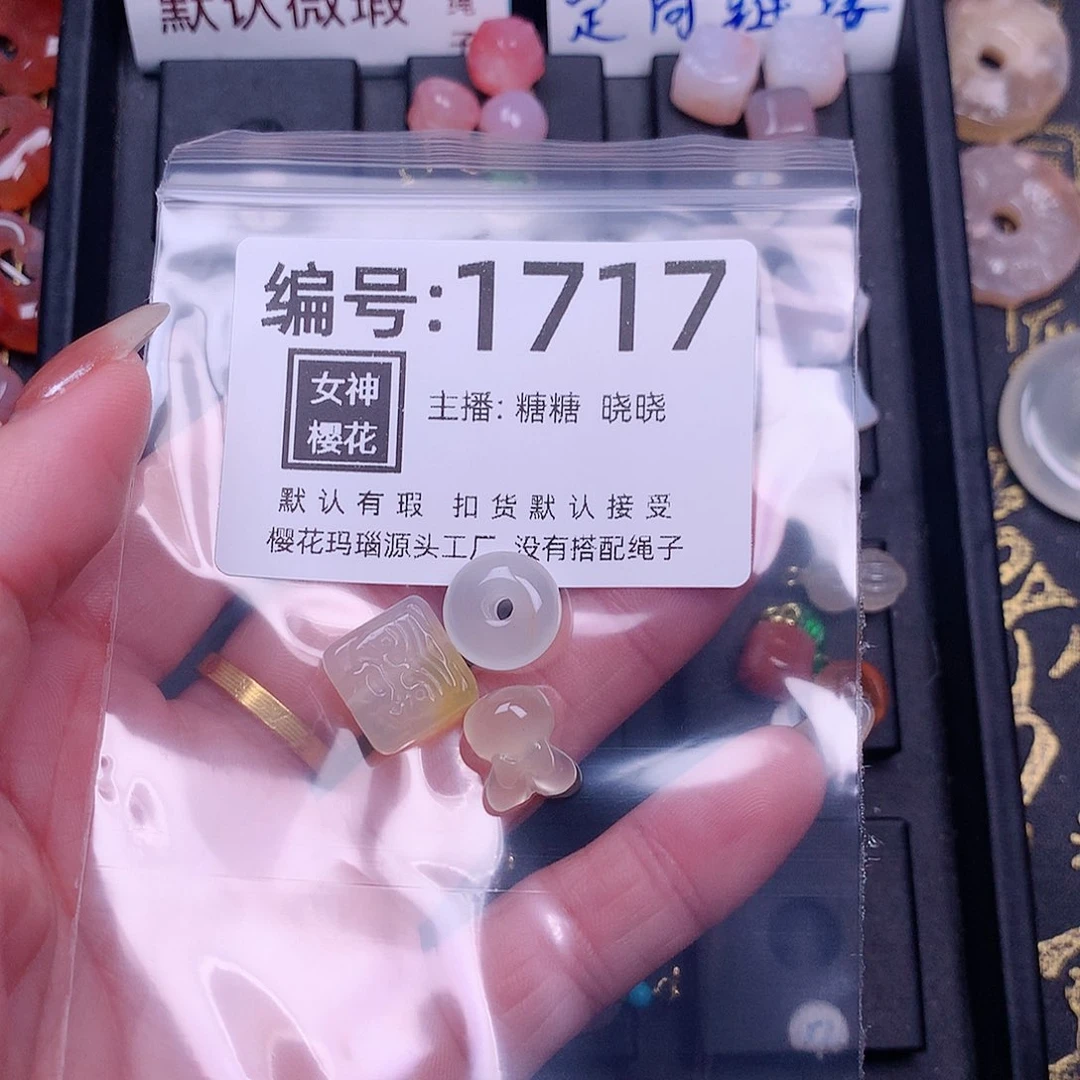 默认微瑕
绳子
编号:1717
女神
樱花
主播: 糖糖 晓晓
默认有瑕 扣货默认接受
樱花玛瑙源头工厂 没有搭配绳子